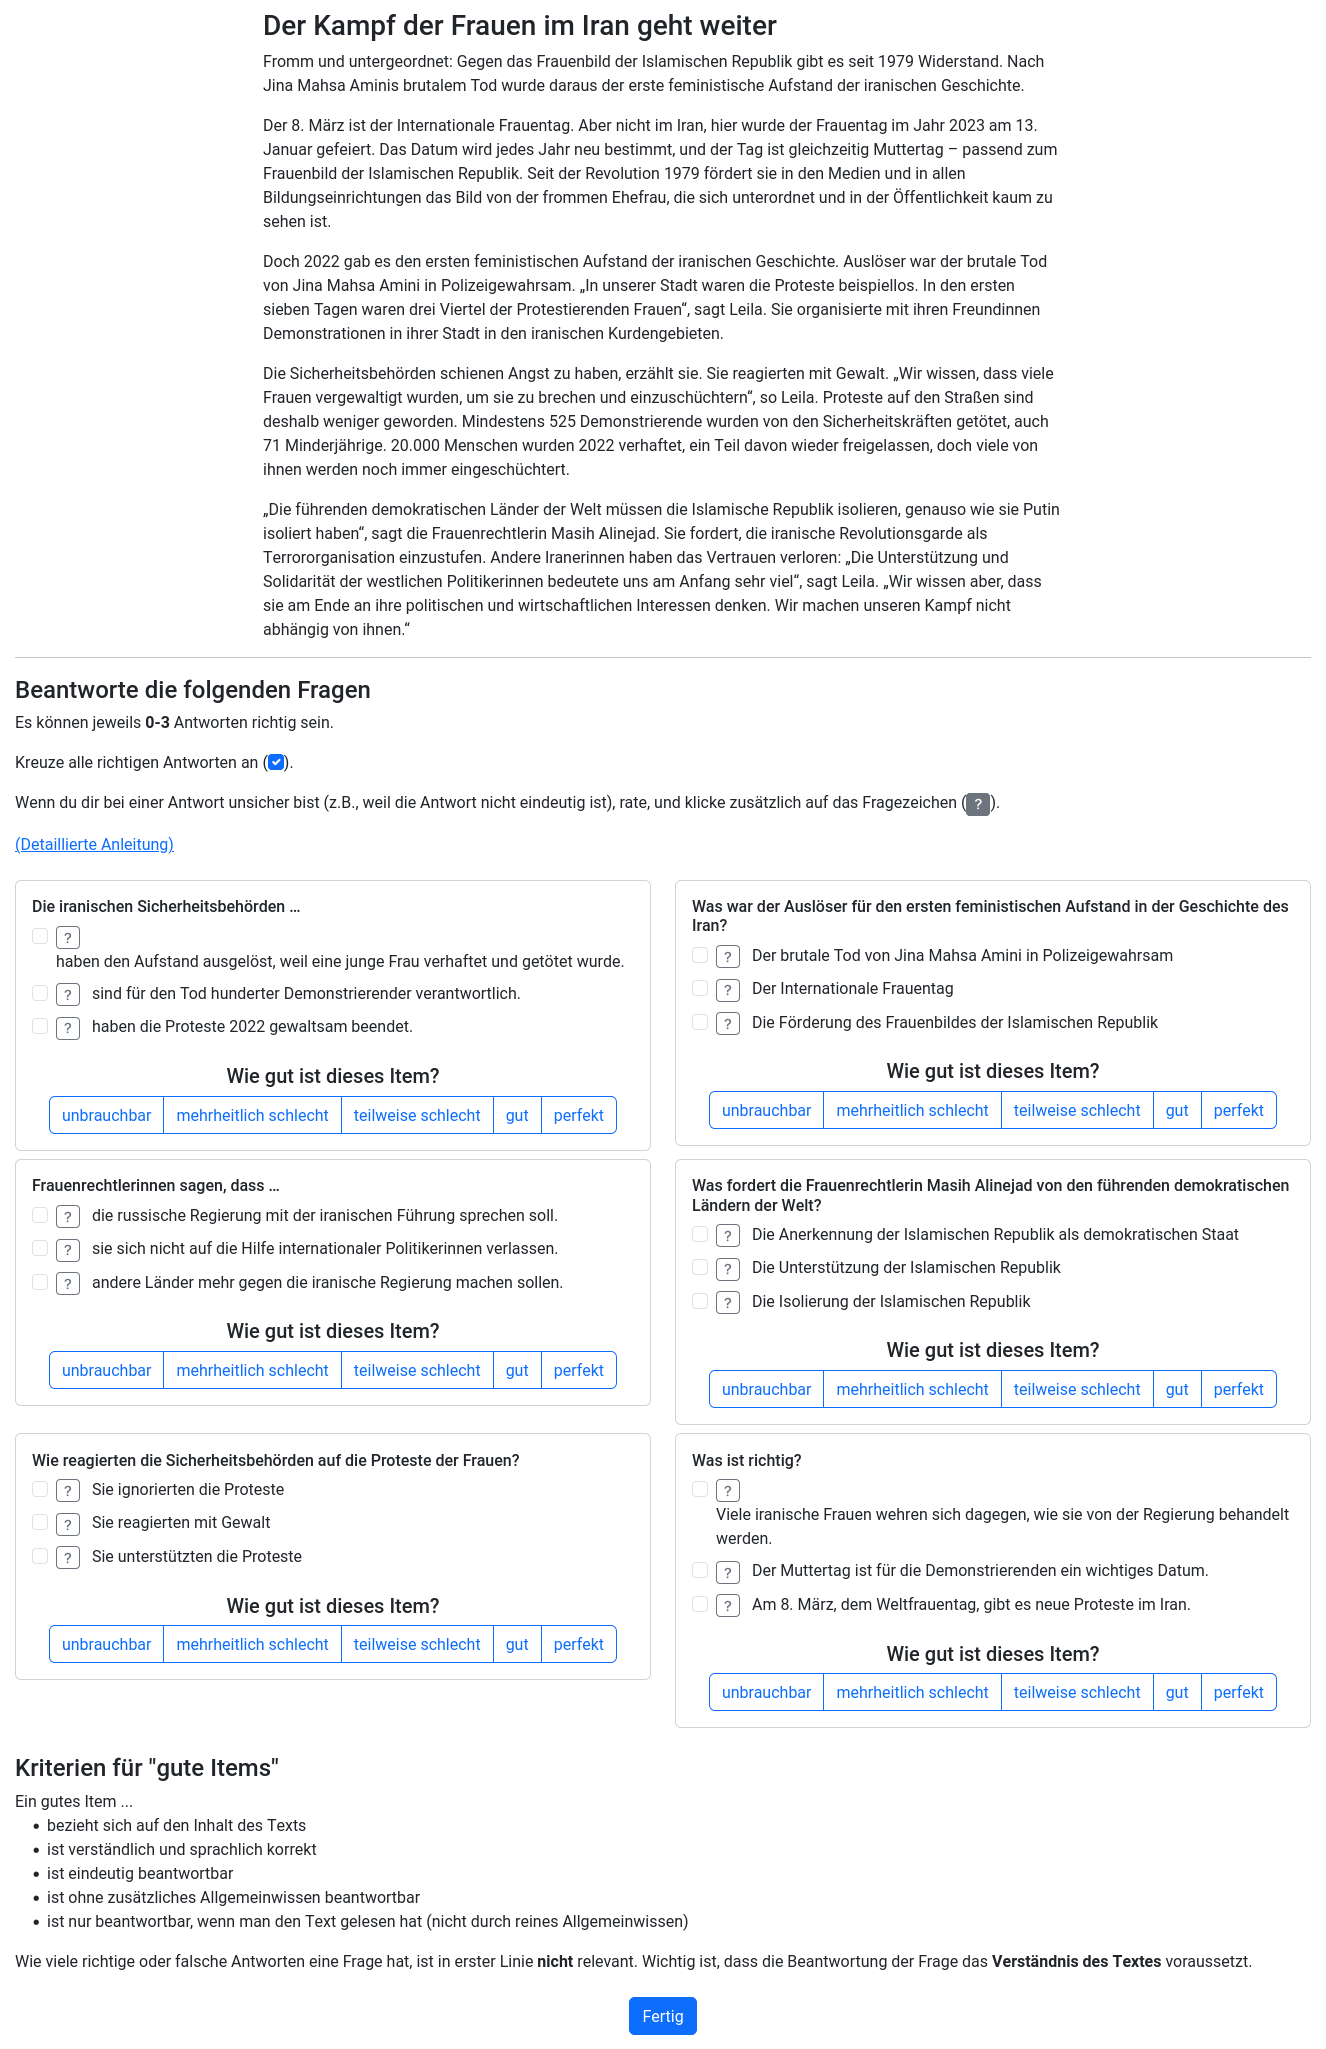 Der Kampf der Frauen im Iran geht weiter
Fromm und untergeordnet: Gegen das Frauenbild der Islamischen Republik gibt es seit 1979 Widerstand. Nach
Jina Mahsa Aminis brutalem Tod wurde daraus der erste feministische Aufstand der iranischen Geschichte.
Der 8. März ist der Internationale Frauentag. Aber nicht im Iran, hier wurde der Frauentag im Jahr 2023 am 13.
Januar gefeiert. Das Datum wird jedes Jahr neu bestimmt, und der Tag ist gleichzeitig Muttertag – passend zum
Frauenbild der Islamischen Republik. Seit der Revolution 1979 fördert sie in den Medien und in allen
Bildungseinrichtungen das Bild von der frommen Ehefrau, die sich unterordnet und in der Öffentlichkeit kaum zu
sehen ist.
Doch 2022 gab es den ersten feministischen Aufstand der iranischen Geschichte. Auslöser war der brutale Tod
von Jina Mahsa Amini in Polizeigewahrsam. „In unserer Stadt waren die Proteste beispiellos. In den ersten
sieben Tagen waren drei Viertel der Protestierenden Frauen“, sagt Leila. Sie organisierte mit ihren Freundinnen
Demonstrationen in ihrer Stadt in den iranischen Kurdengebieten.
Die Sicherheitsbehörden schienen Angst zu haben, erzählt sie. Sie reagierten mit Gewalt. „Wir wissen, dass viele
Frauen vergewaltigt wurden, um sie zu brechen und einzuschüchtern“, so Leila. Proteste auf den Straßen sind
deshalb weniger geworden. Mindestens 525 Demonstrierende wurden von den Sicherheitskräften getötet, auch
71 Minderjährige. 20.000 Menschen wurden 2022 verhaftet, ein Teil davon wieder freigelassen, doch viele von
ihnen werden noch immer eingeschüchtert.
„Die führenden demokratischen Länder der Welt müssen die Islamische Republik isolieren, genauso wie sie Putin
isoliert haben“, sagt die Frauenrechtlerin Masih Alinejad. Sie fordert, die iranische Revolutionsgarde als
Terrororganisation einzustufen. Andere Iranerinnen haben das Vertrauen verloren: „Die Unterstützung und
Solidarität der westlichen Politikerinnen bedeutete uns am Anfang sehr viel“, sagt Leila. „Wir wissen aber, dass
sie am Ende an ihre politischen und wirtschaftlichen Interessen denken. Wir machen unseren Kampf nicht
abhängig von ihnen.“
Beantworte die folgenden Fragen
Es können jeweils 0-3 Antworten richtig sein.
Kreuze alle richtigen Antworten an (☑).
Wenn du dir bei einer Antwort unsicher bist (z.B., weil die Antwort nicht eindeutig ist), rate, und klicke zusätzlich auf das Fragezeichen ( ? ).
(Detaillierte Anleitung)
Die iranischen Sicherheitsbehörden …
?
haben den Aufstand ausgelöst, weil eine junge Frau verhaftet und getötet wurde.
? sind für den Tod hunderter Demonstrierender verantwortlich.
? haben die Proteste 2022 gewaltsam beendet.
Wie gut ist dieses Item?
unbrauchbar mehrheitlich schlecht teilweise schlecht gut perfekt
Was war der Auslöser für den ersten feministischen Aufstand in der Geschichte des
Iran?
? Der brutale Tod von Jina Mahsa Amini in Polizeigewahrsam
? Der Internationale Frauentag
? Die Förderung des Frauenbildes der Islamischen Republik
Wie gut ist dieses Item?
unbrauchbar mehrheitlich schlecht teilweise schlecht gut perfekt
Frauenrechtlerinnen sagen, dass …
? die russische Regierung mit der iranischen Führung sprechen soll.
? sie sich nicht auf die Hilfe internationaler Politikerinnen verlassen.
? andere Länder mehr gegen die iranische Regierung machen sollen.
Wie gut ist dieses Item?
unbrauchbar mehrheitlich schlecht teilweise schlecht gut perfekt
Was fordert die Frauenrechtlerin Masih Alinejad von den führenden demokratischen
Ländern der Welt?
? Die Anerkennung der Islamischen Republik als demokratischen Staat
? Die Unterstützung der Islamischen Republik
? Die Isolierung der Islamischen Republik
Wie gut ist dieses Item?
unbrauchbar mehrheitlich schlecht teilweise schlecht gut perfekt
Wie reagierten die Sicherheitsbehörden auf die Proteste der Frauen?
? Sie ignorierten die Proteste
? Sie reagierten mit Gewalt
? Sie unterstützten die Proteste
Wie gut ist dieses Item?
unbrauchbar mehrheitlich schlecht teilweise schlecht gut perfekt
Was ist richtig?
?
Viele iranische Frauen wehren sich dagegen, wie sie von der Regierung behandelt
werden.
? Der Muttertag ist für die Demonstrierenden ein wichtiges Datum.
? Am 8. März, dem Weltfrauentag, gibt es neue Proteste im Iran.
Wie gut ist dieses Item?
unbrauchbar mehrheitlich schlecht teilweise schlecht gut perfekt
Kriterien für "gute Items"
Ein gutes Item ...
• bezieht sich auf den Inhalt des Texts
• ist verständlich und sprachlich korrekt
• ist eindeutig beantwortbar
• ist ohne zusätzliches Allgemeinwissen beantwortbar
• ist nur beantwortbar, wenn man den Text gelesen hat (nicht durch reines Allgemeinwissen)
Wie viele richtige oder falsche Antworten eine Frage hat, ist in erster Linie nicht relevant. Wichtig ist, dass die Beantwortung der Frage das Verständnis des Textes voraussetzt.
Fertig